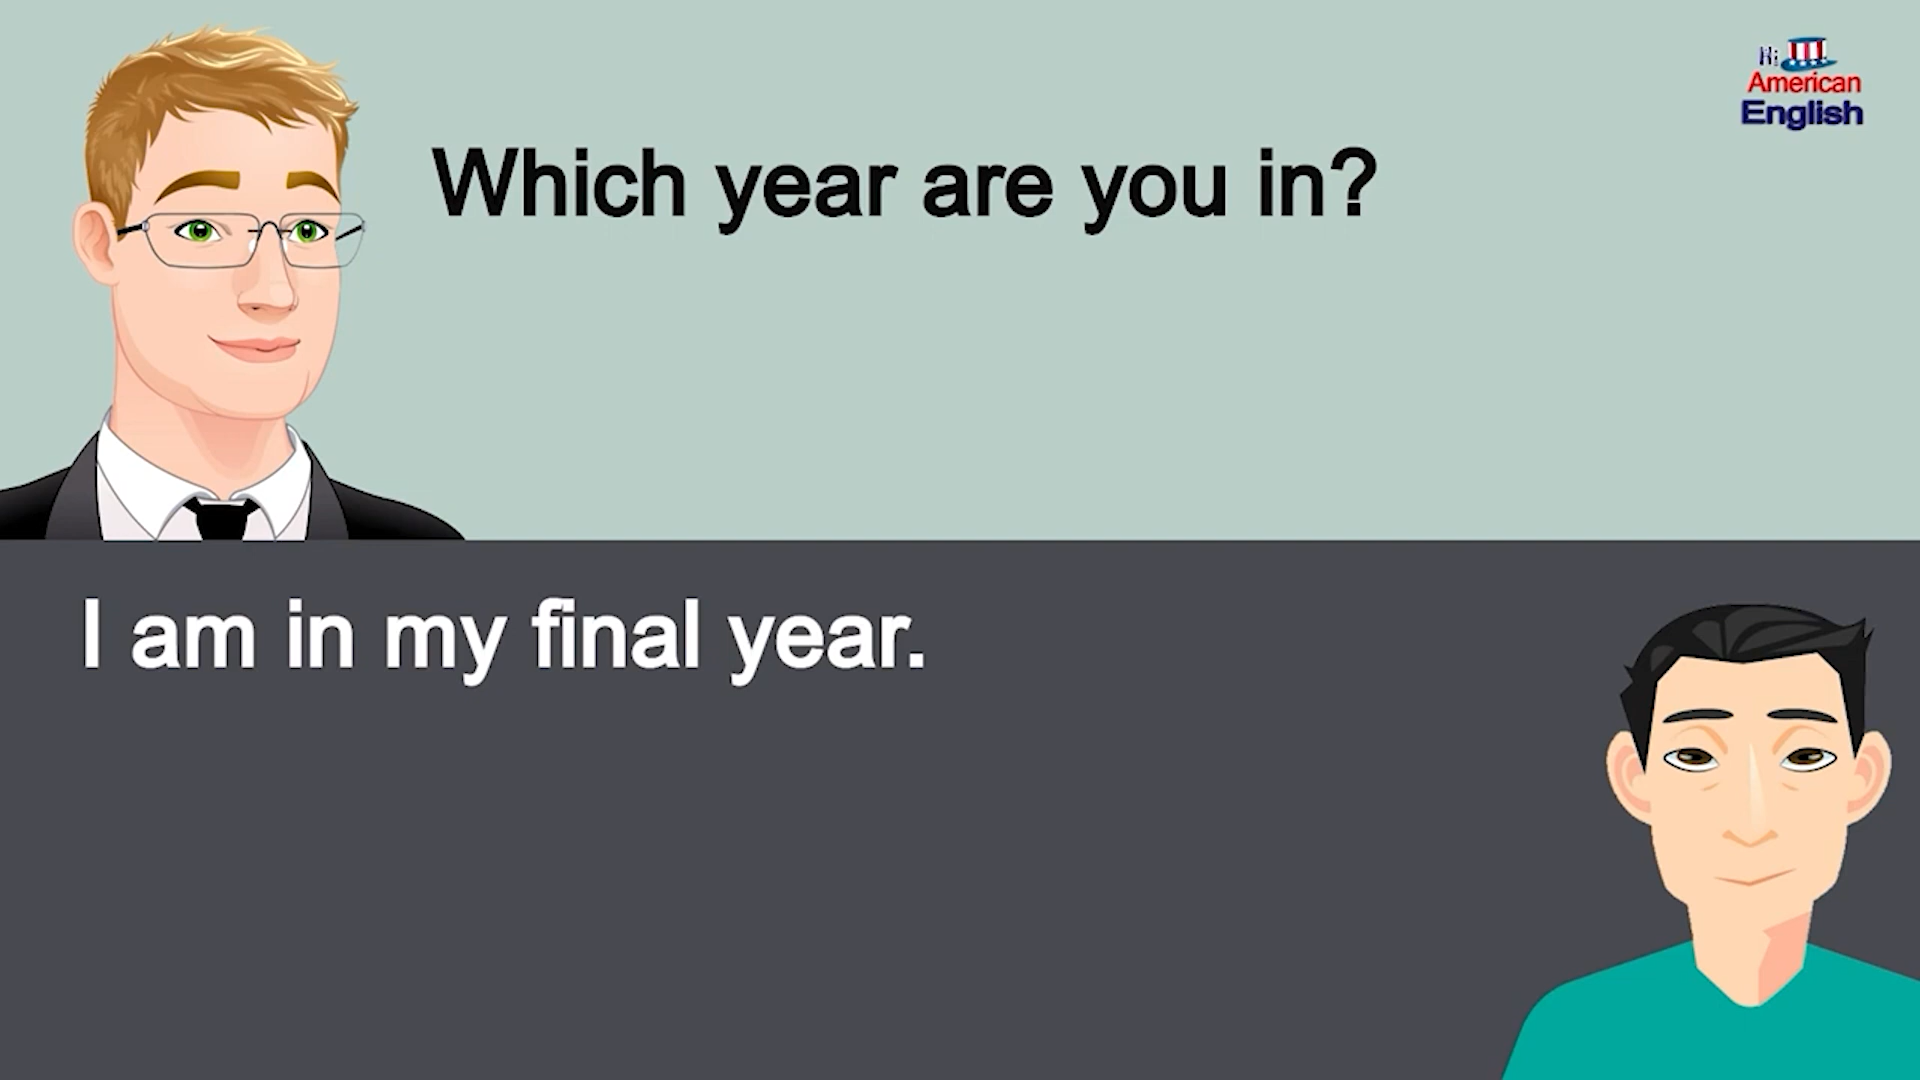 Hi
American
English
Which year are you in?
I am in my final year.